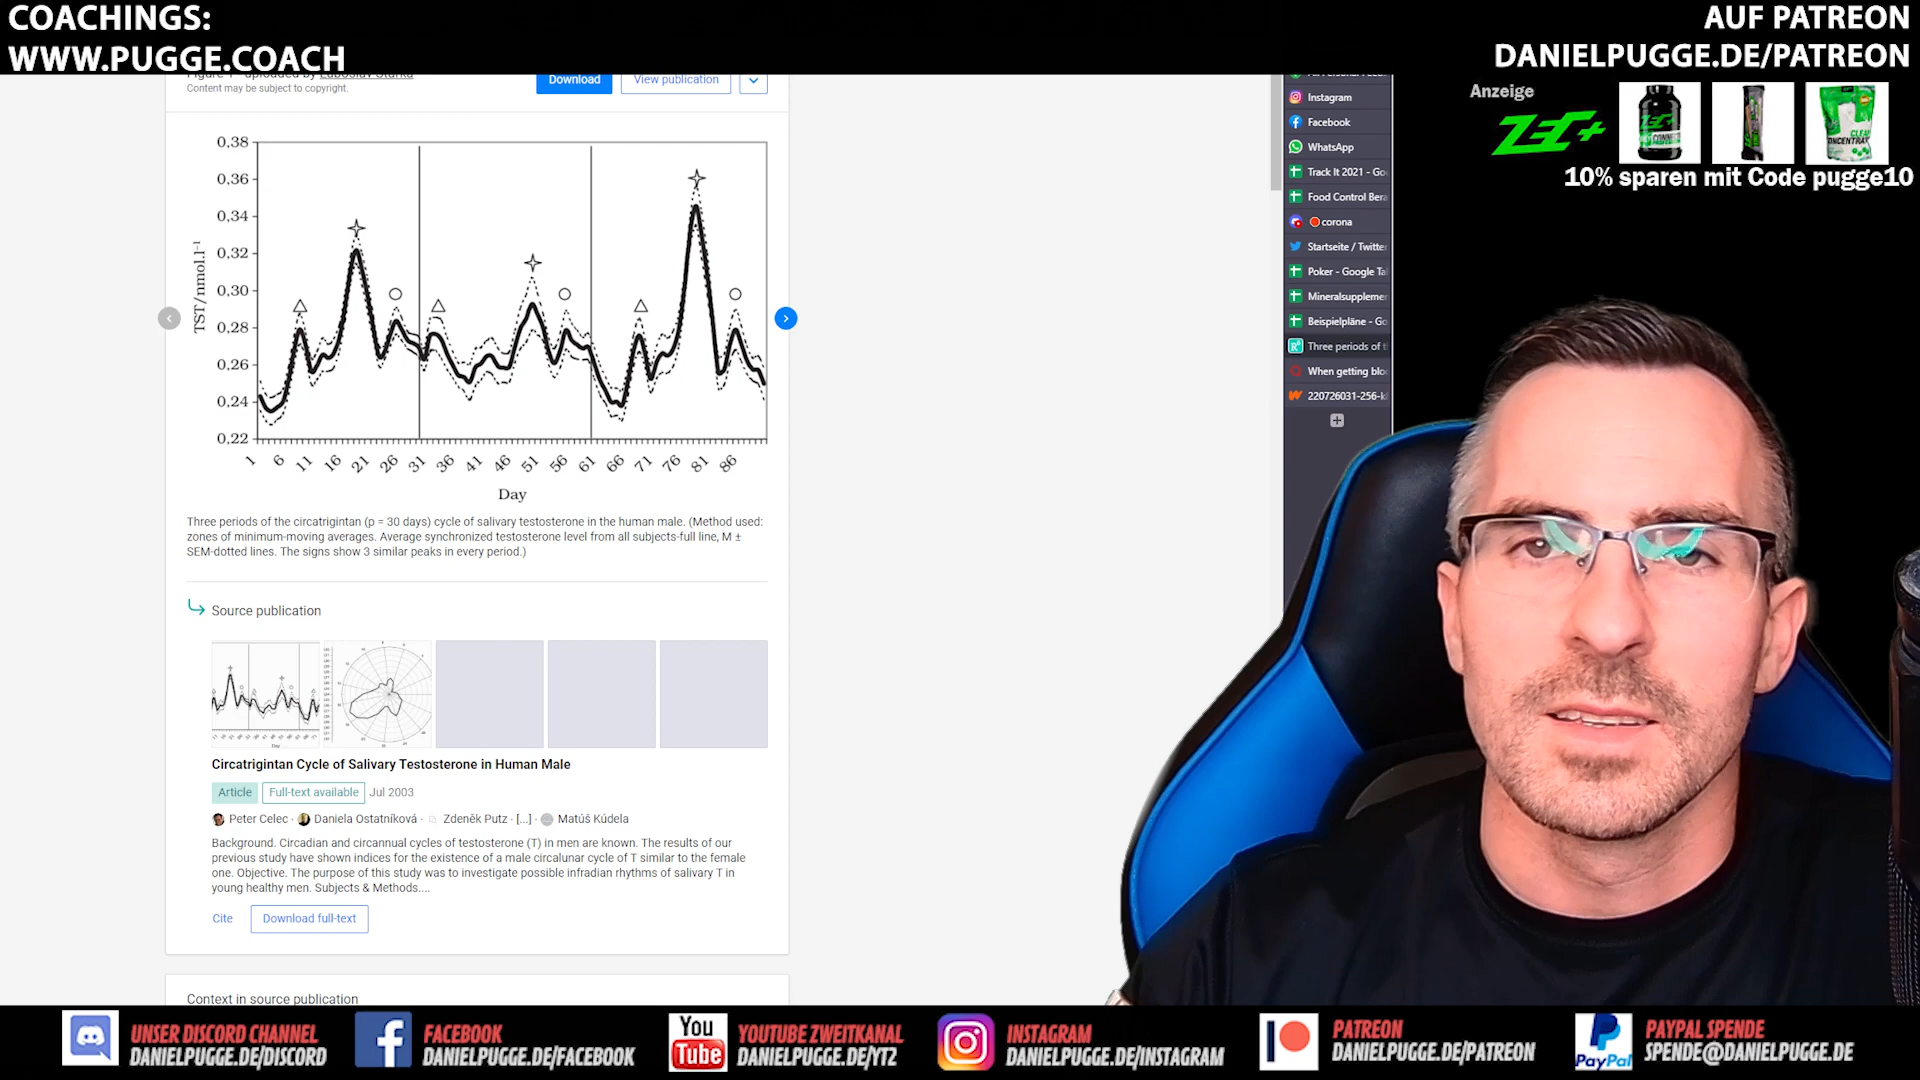 COACHINGS:
WWW.PUGGE.COACH
AUF PATREON
DANIELPUGGE.DE/PATREON
Anzeige
ZEC+
10% sparen mit Code pugge10
Content may be subject to copyright.
Download
View publication
0,38
0,36
0,34
0,32
0,30
0,28
0,26
0,24
0,22
TST/nmol.l⁻¹
1 6 11 16 21 26 31 36 41 46 51 56 61 66 71 76 81 86
Day
Three periods of the circatrigintan (p = 30 days) cycle of salivary testosterone in the human male. (Method used:
zones of minimum-moving averages. Average synchronized testosterone level from all subjects-full line, M ±
SEM-dotted lines. The signs show 3 similar peaks in every period.)
Source publication
Circatrigintan Cycle of Salivary Testosterone in Human Male
Article
Full-text available
Jul 2003
Peter Celec · Daniela Ostatníková · Zdeněk Putz · [...] · Matúš Kúdela
Background. Circadian and circannual cycles of testosterone (T) in men are known. The results of our
previous study have shown indices for the existence of a male circalunar cycle of T similar to the female
one. Objective. The purpose of this study was to investigate possible infradian rhythms of salivary T in
young healthy men. Subjects & Methods....
Cite
Download full-text
Context in source publication
Instagram
Facebook
WhatsApp
Track It 2021 - Go
Food Control Bera
corona
Startseite / Twitter
Poker - Google Ta
Mineralsuppleme
Beispielpläne - Go
Three periods of t
When getting blo
220726031-256-k
UNSER DISCORD CHANNEL
DANIELPUGGE.DE/DISCORD
FACEBOOK
DANIELPUGGE.DE/FACEBOOK
You
Tube
YOUTUBE ZWEITKANAL
DANIELPUGGE.DE/YT2
INSTAGRAM
DANIELPUGGE.DE/INSTAGRAM
PATREON
DANIELPUGGE.DE/PATREON
PayPal
PAYPAL SPENDE
SPENDE@DANIELPUGGE.DE